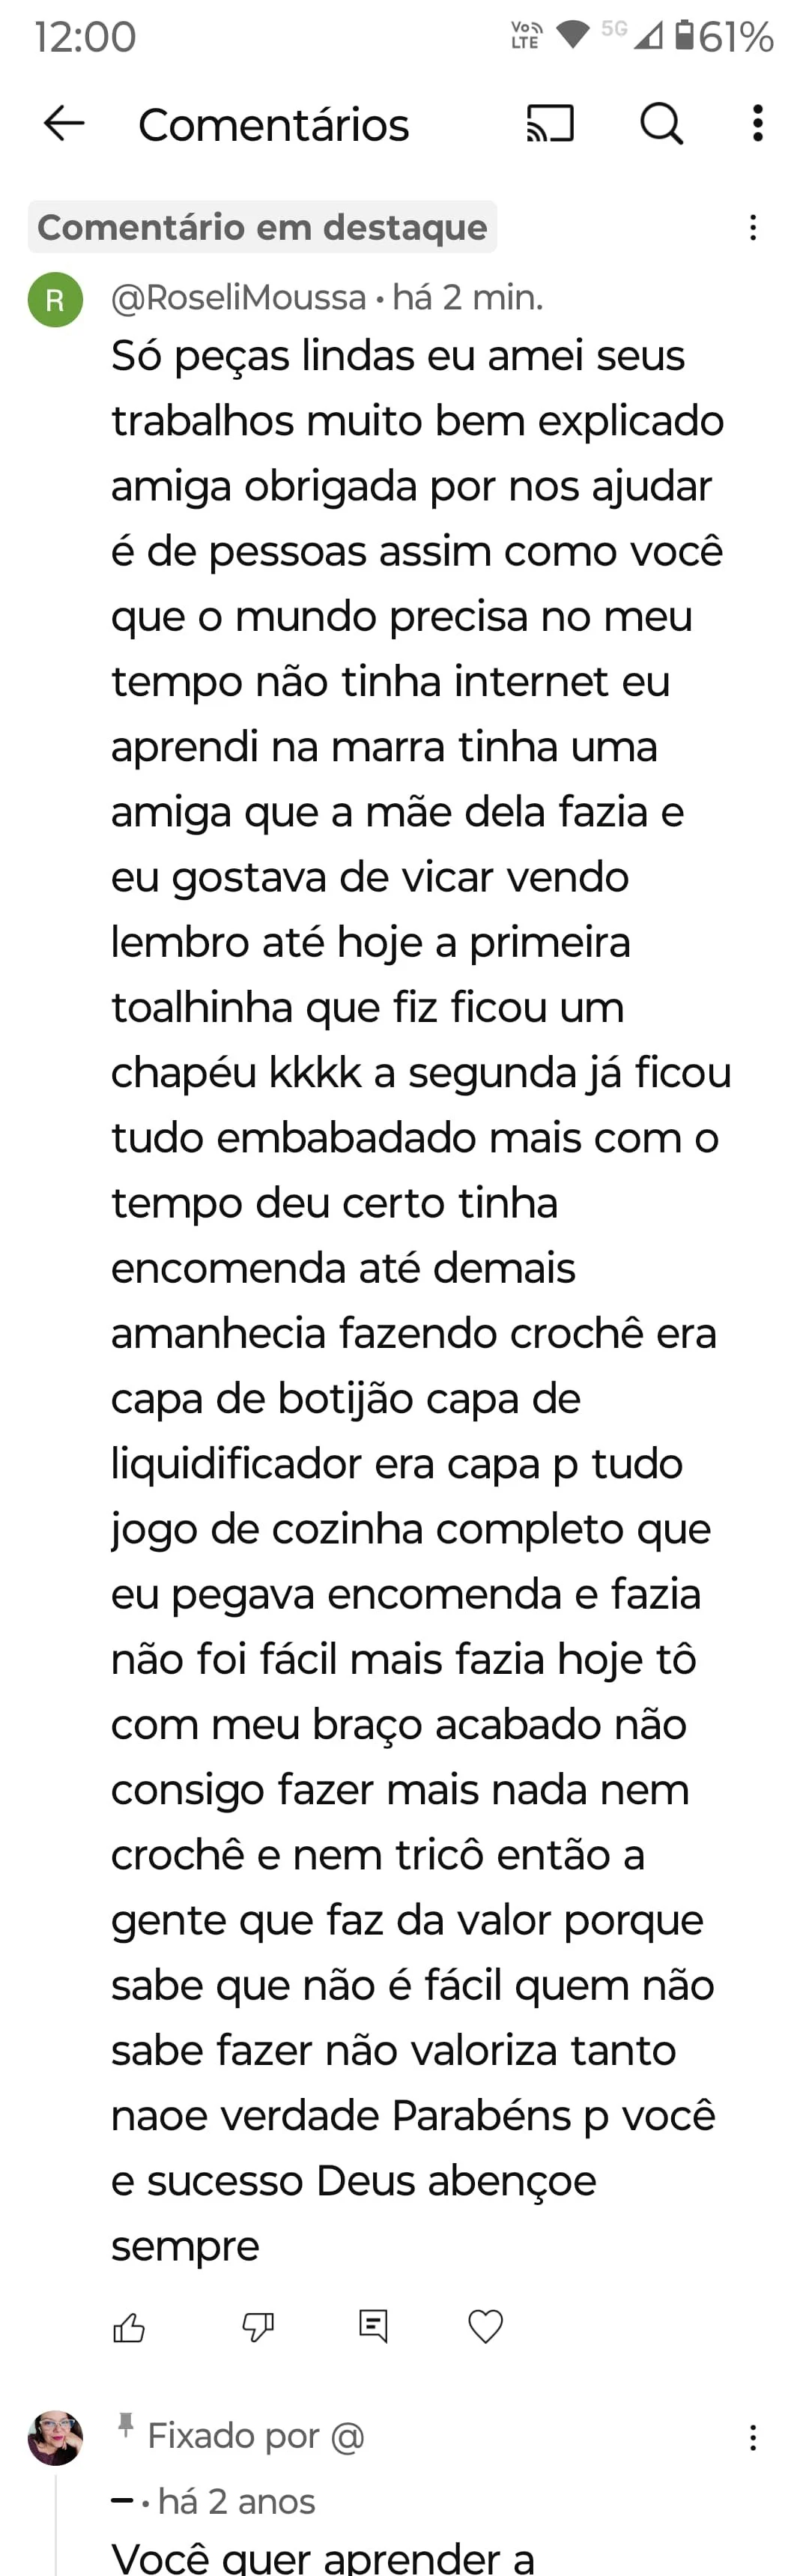 12:00 Vo LTE 5G 61%
Comentários
Comentário em destaque
R @RoseliMoussa • há 2 min.
Só peças lindas eu amei seus
trabalhos muito bem explicado
amiga obrigada por nos ajudar
é de pessoas assim como você
que o mundo precisa no meu
tempo não tinha internet eu
aprendi na marra tinha uma
amiga que a mãe dela fazia e
eu gostava de vicar vendo
lembro até hoje a primeira
toalhinha que fiz ficou um
chapéu kkkk a segunda já ficou
tudo embabadado mais com o
tempo deu certo tinha
encomenda até demais
amanhecia fazendo crochê era
capa de botijão capa de
liquidificador era capa p tudo
jogo de cozinha completo que
eu pegava encomenda e fazia
não foi fácil mais fazia hoje tô
com meu braço acabado não
consigo fazer mais nada nem
crochê e nem tricô então a
gente que faz da valor porque
sabe que não é fácil quem não
sabe fazer não valoriza tanto
naoe verdade Parabéns p você
e sucesso Deus abençoe
sempre
Fixado por @
– • há 2 anos
Você quer aprender a